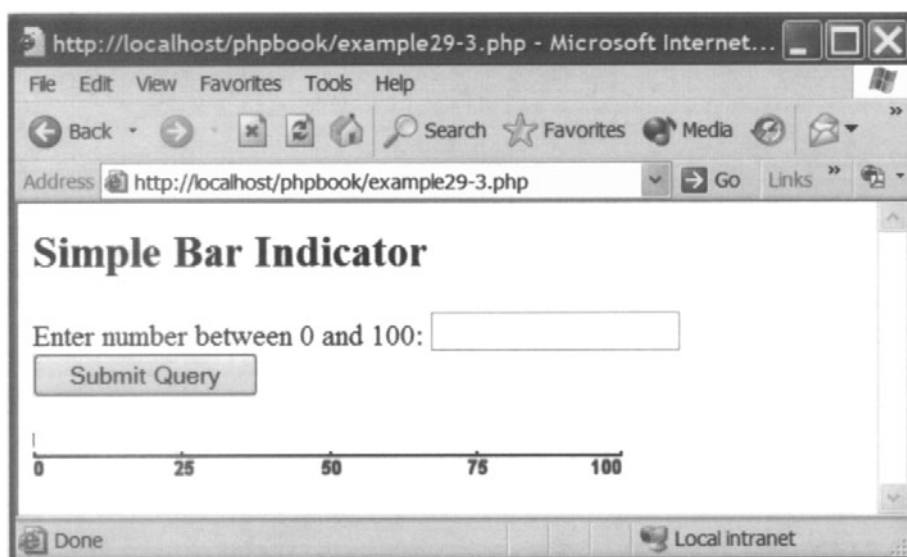 http://localhost/phpbook/example29-3.php - Microsoft Internet...
File Edit View Favorites Tools Help
Back Search Favorites Media »
Address http://localhost/phpbook/example29-3.php Go Links »
Simple Bar Indicator
Enter number between 0 and 100:
Submit Query
0 25 50 75 100
Done Local intranet